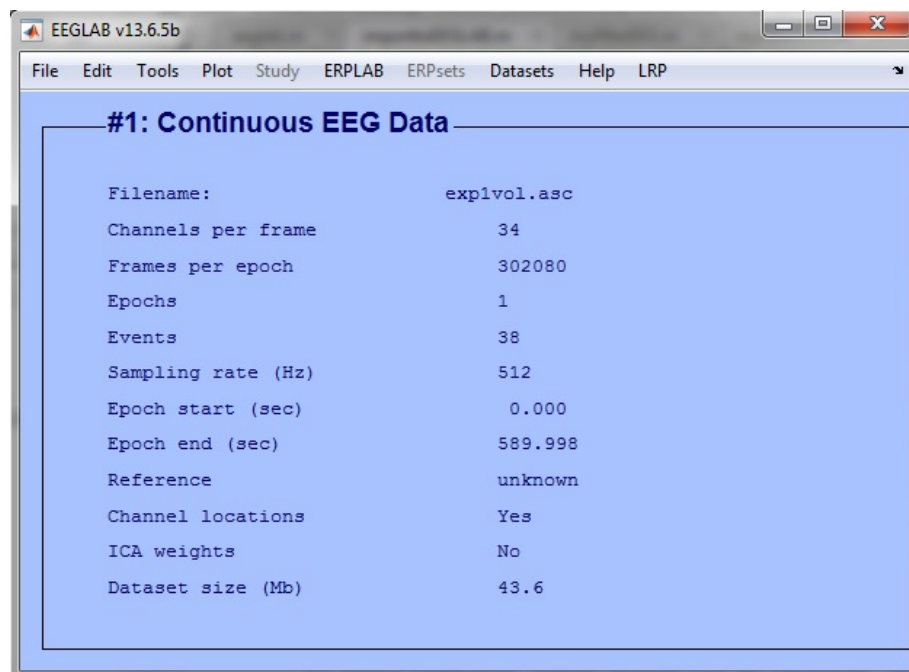 EEGLAB v13.6.5b
File Edit Tools Plot Study ERPLAB ERPsets Datasets Help LRP
#1: Continuous EEG Data
Filename: exp1vol.asc
Channels per frame 34
Frames per epoch 302080
Epochs 1
Events 38
Sampling rate (Hz) 512
Epoch start (sec) 0.000
Epoch end (sec) 589.998
Reference unknown
Channel locations Yes
ICA weights No
Dataset size (Mb) 43.6